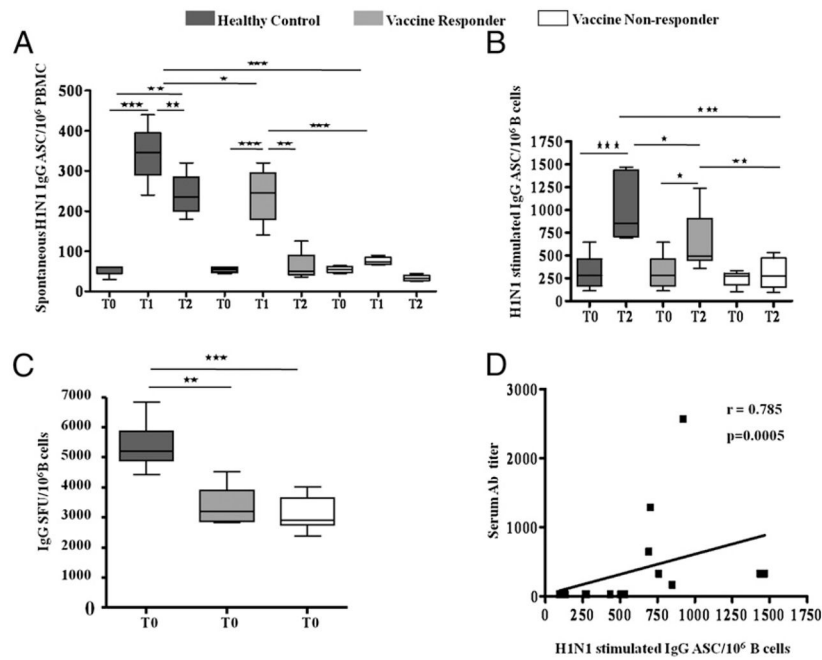 Healthy Control Vaccine Responder Vaccine Non-responder
A
Spontaneous H1N1 IgG ASC/10⁶ PBMC
500
400
300
200
100
0
*** ** ** * *** *** ** ***
T0 T1 T2 T0 T1 T2 T0 T1 T2
B
H1N1 stimulated IgG ASC/10⁶ B cells
1750
1500
1250
1000
750
500
250
0
*** * *** * **
T0 T2 T0 T2 T0 T2
C
IgG SFU/10⁶B cells
7000
6000
5000
4000
3000
2000
1000
0
***
**
T0 T0 T0
D
Serum Ab titer
3000
2000
1000
0
r = 0.785
p=0.0005
0 250 500 750 1000 1250 1500 1750
H1N1 stimulated IgG ASC/10⁶ B cells